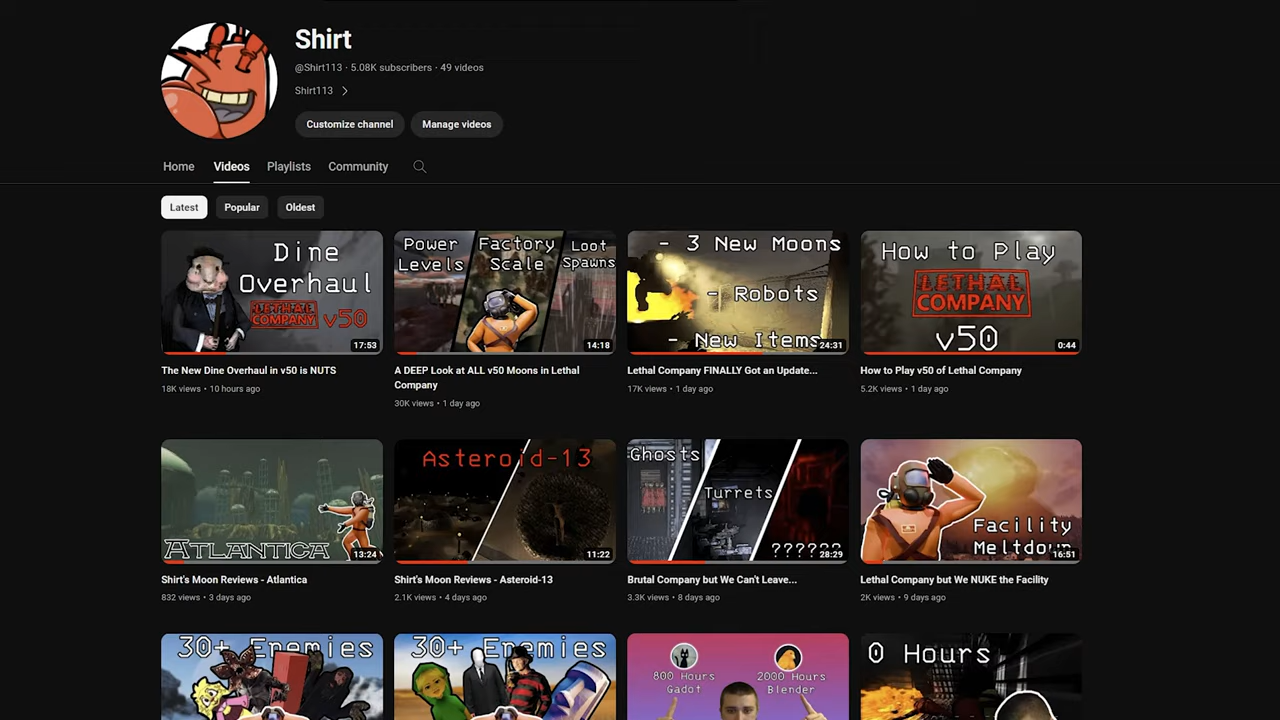 Shirt
@Shirt113 · 5.08K subscribers · 49 videos
Shirt113
Customize channel
Manage videos
Home
Videos
Playlists
Community
Latest
Popular
Oldest
Dine
Overhaul
LETHAL
COMPANY
v50
17:53
Power
Levels
Factory
Scale
Loot
Spawns
14:18
- 3 New Moons
- Robots
- New Items
24:31
How to Play
LETHAL
COMPANY
v50
0:44
The New Dine Overhaul in v50 is NUTS
18K views · 10 hours ago
A DEEP Look at ALL v50 Moons in Lethal
Company
30K views · 1 day ago
Lethal Company FINALLY Got an Update...
17K views · 1 day ago
How to Play v50 of Lethal Company
5.2K views · 1 day ago
ATLANTICA
13:24
Asteroid-13
11:22
Ghosts
Turrets
??????
28:29
Facility
Meltdown
16:51
Shirt's Moon Reviews - Atlantica
832 views · 3 days ago
Shirt's Moon Reviews - Asteroid-13
2.1K views · 4 days ago
Brutal Company but We Can't Leave...
3.3K views · 8 days ago
Lethal Company but We NUKE the Facility
2K views · 9 days ago
30+ Enemies
30+ Enemies
800 Hours
Gadot
2000 Hours
Blender
0 Hours